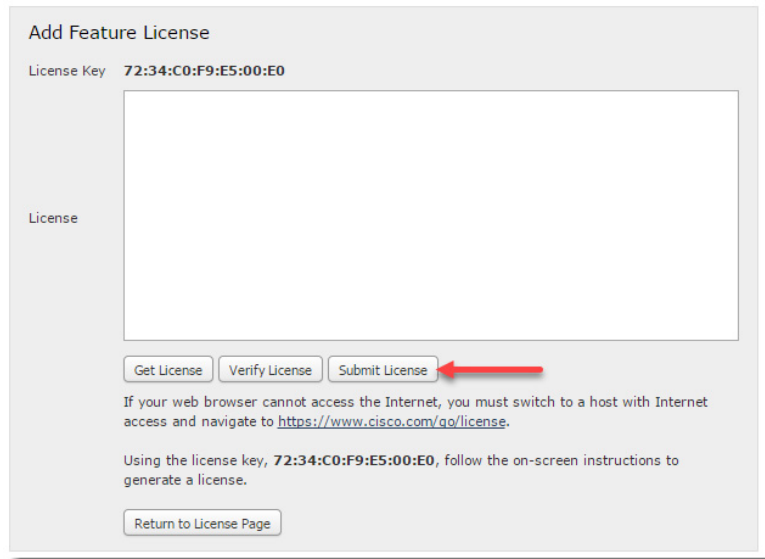 Add Feature License
License Key 72:34:C0:F9:E5:00:E0
License
Get License Verify License Submit License
If your web browser cannot access the Internet, you must switch to a host with Internet
access and navigate to https://www.cisco.com/go/license.
Using the license key, 72:34:C0:F9:E5:00:E0, follow the on-screen instructions to
generate a license.
Return to License Page